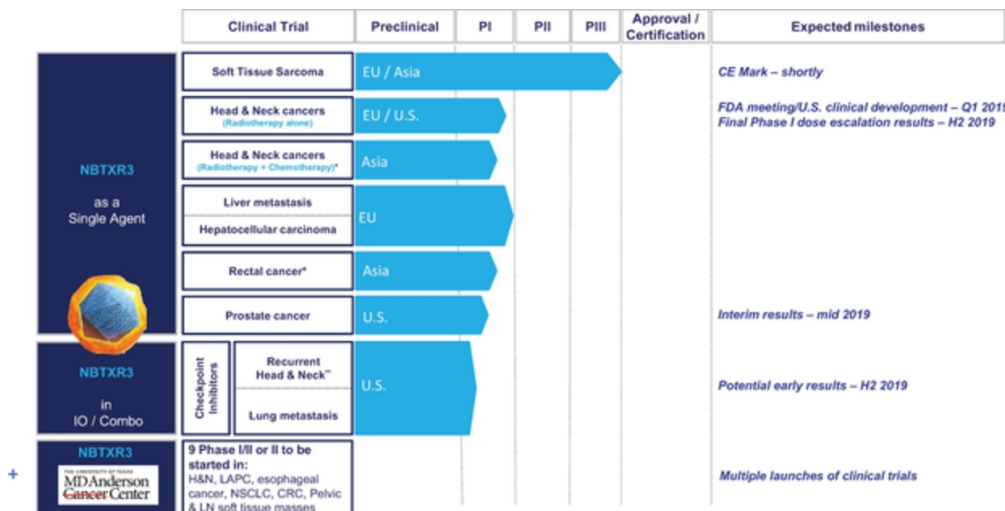 Clinical Trial
Preclinical
PI
PII
PIII
Approval /
Certification
Expected milestones
NBTXR3
as a
Single Agent
Soft Tissue Sarcoma
EU / Asia
CE Mark – shortly
Head & Neck cancers
(Radiotherapy alone)
EU / U.S.
FDA meeting/U.S. clinical development – Q1 2019
Final Phase I dose escalation results – H2 2019
Head & Neck cancers
(Radiotherapy + Chemotherapy)*
Asia
Liver metastasis
Hepatocellular carcinoma
EU
Rectal cancer*
Asia
Prostate cancer
U.S.
Interim results – mid 2019
NBTXR3
in
IO / Combo
Checkpoint
Inhibitors
Recurrent
Head & Neck**
Lung metastasis
U.S.
Potential early results – H2 2019
+
NBTXR3
THE UNIVERSITY OF TEXAS
MD Anderson
Cancer Center
9 Phase I/II or II to be
started in:
H&N, LAPC, esophageal
cancer, NSCLC, CRC, Pelvic
& LN soft tissue masses
Multiple launches of clinical trials